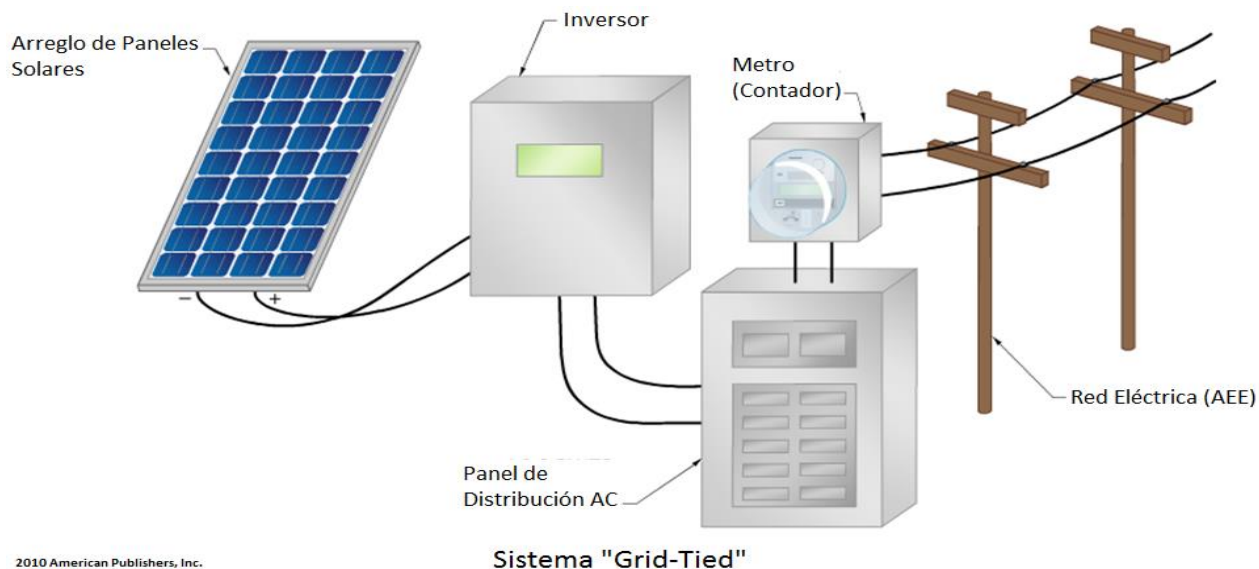 Inversor
Arreglo de Paneles
Solares
Metro
(Contador)
− +
Red Eléctrica (AEE)
Panel de
Distribución AC
2010 American Publishers, Inc.
Sistema "Grid-Tied"